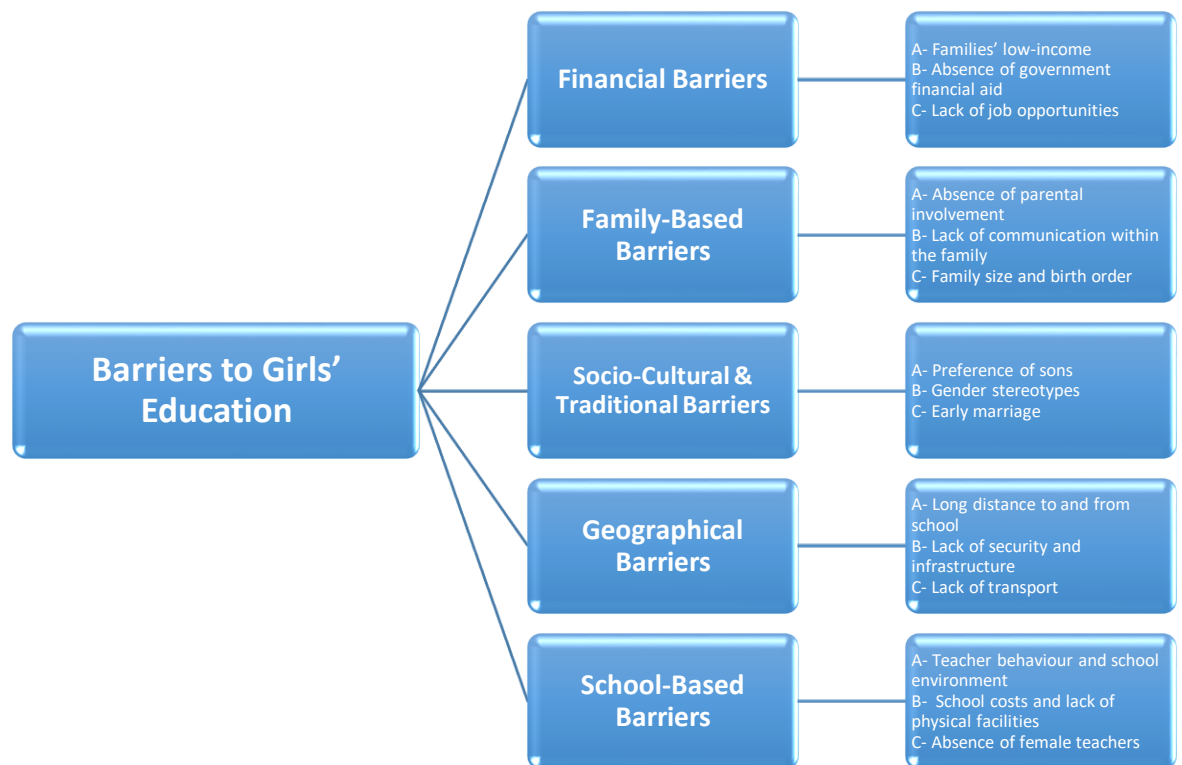 Barriers to Girls’
Education
Financial Barriers
A- Families’ low-income
B- Absence of government
financial aid
C- Lack of job opportunities
Family-Based
Barriers
A- Absence of parental
involvement
B- Lack of communication within
the family
C- Family size and birth order
Socio-Cultural &
Traditional Barriers
A- Preference of sons
B- Gender stereotypes
C- Early marriage
Geographical
Barriers
A- Long distance to and from
school
B- Lack of security and
infrastructure
C- Lack of transport
School-Based
Barriers
A- Teacher behaviour and school
environment
B-  School costs and lack of
physical facilities
C- Absence of female teachers